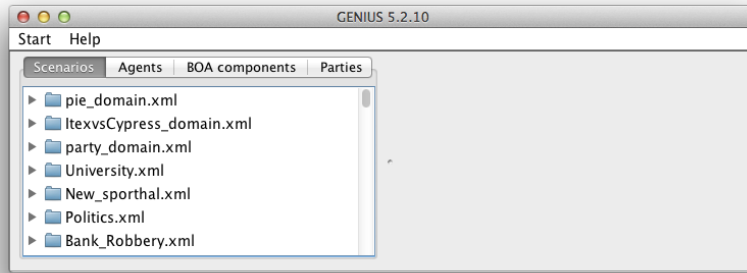 GENIUS 5.2.10
Start Help
Scenarios Agents BOA components Parties
pie_domain.xml
ItexvsCypress_domain.xml
party_domain.xml
University.xml
New_sporthal.xml
Politics.xml
Bank_Robbery.xml